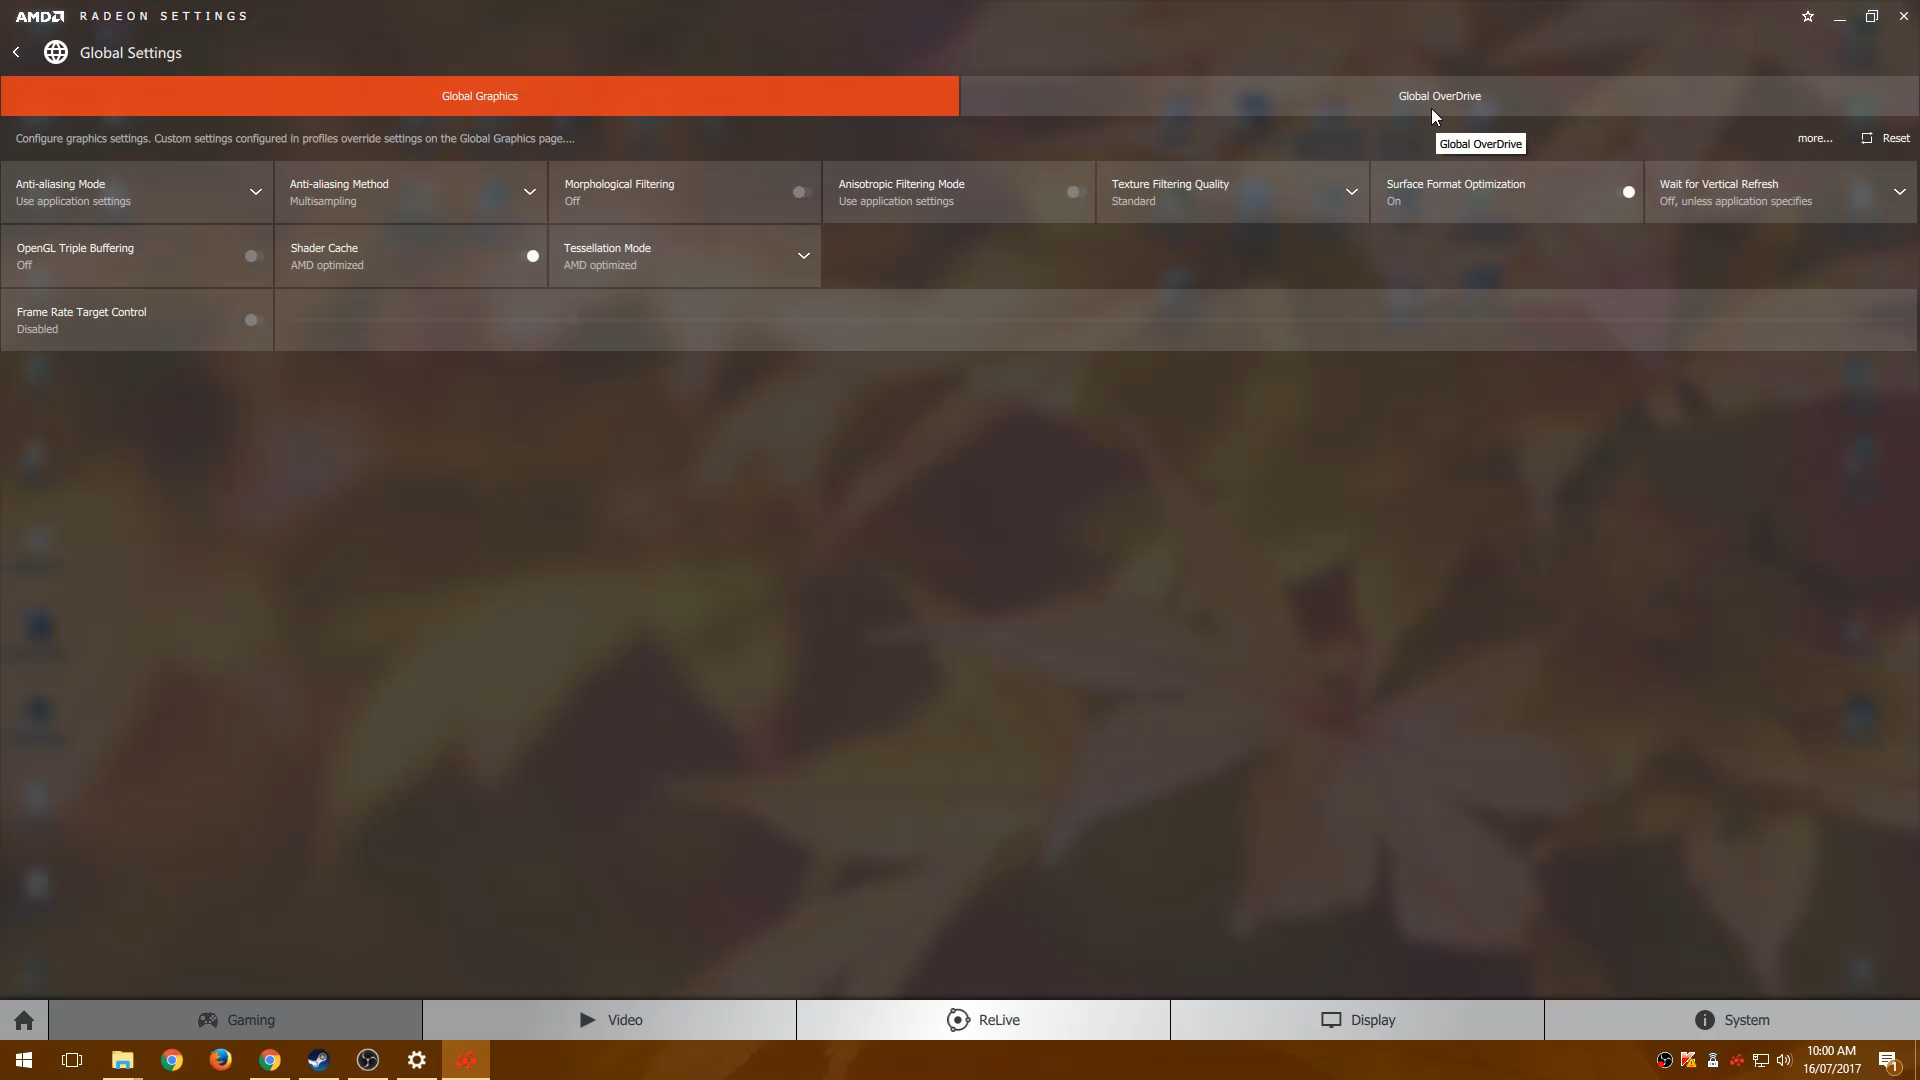 AMD RADEON SETTINGS
Global Settings
Global Graphics
Global OverDrive
Configure graphics settings. Custom settings configured in profiles override settings on the Global Graphics page....
Global OverDrive
more...
Reset
Anti-aliasing Mode
Use application settings
Anti-aliasing Method
Multisampling
Morphological Filtering
Off
Anisotropic Filtering Mode
Use application settings
Texture Filtering Quality
Standard
Surface Format Optimization
On
Wait for Vertical Refresh
Off, unless application specifies
OpenGL Triple Buffering
Off
Shader Cache
AMD optimized
Tessellation Mode
AMD optimized
Frame Rate Target Control
Disabled
Gaming
Video
ReLive
Display
System
10:00 AM
16/07/2017
1